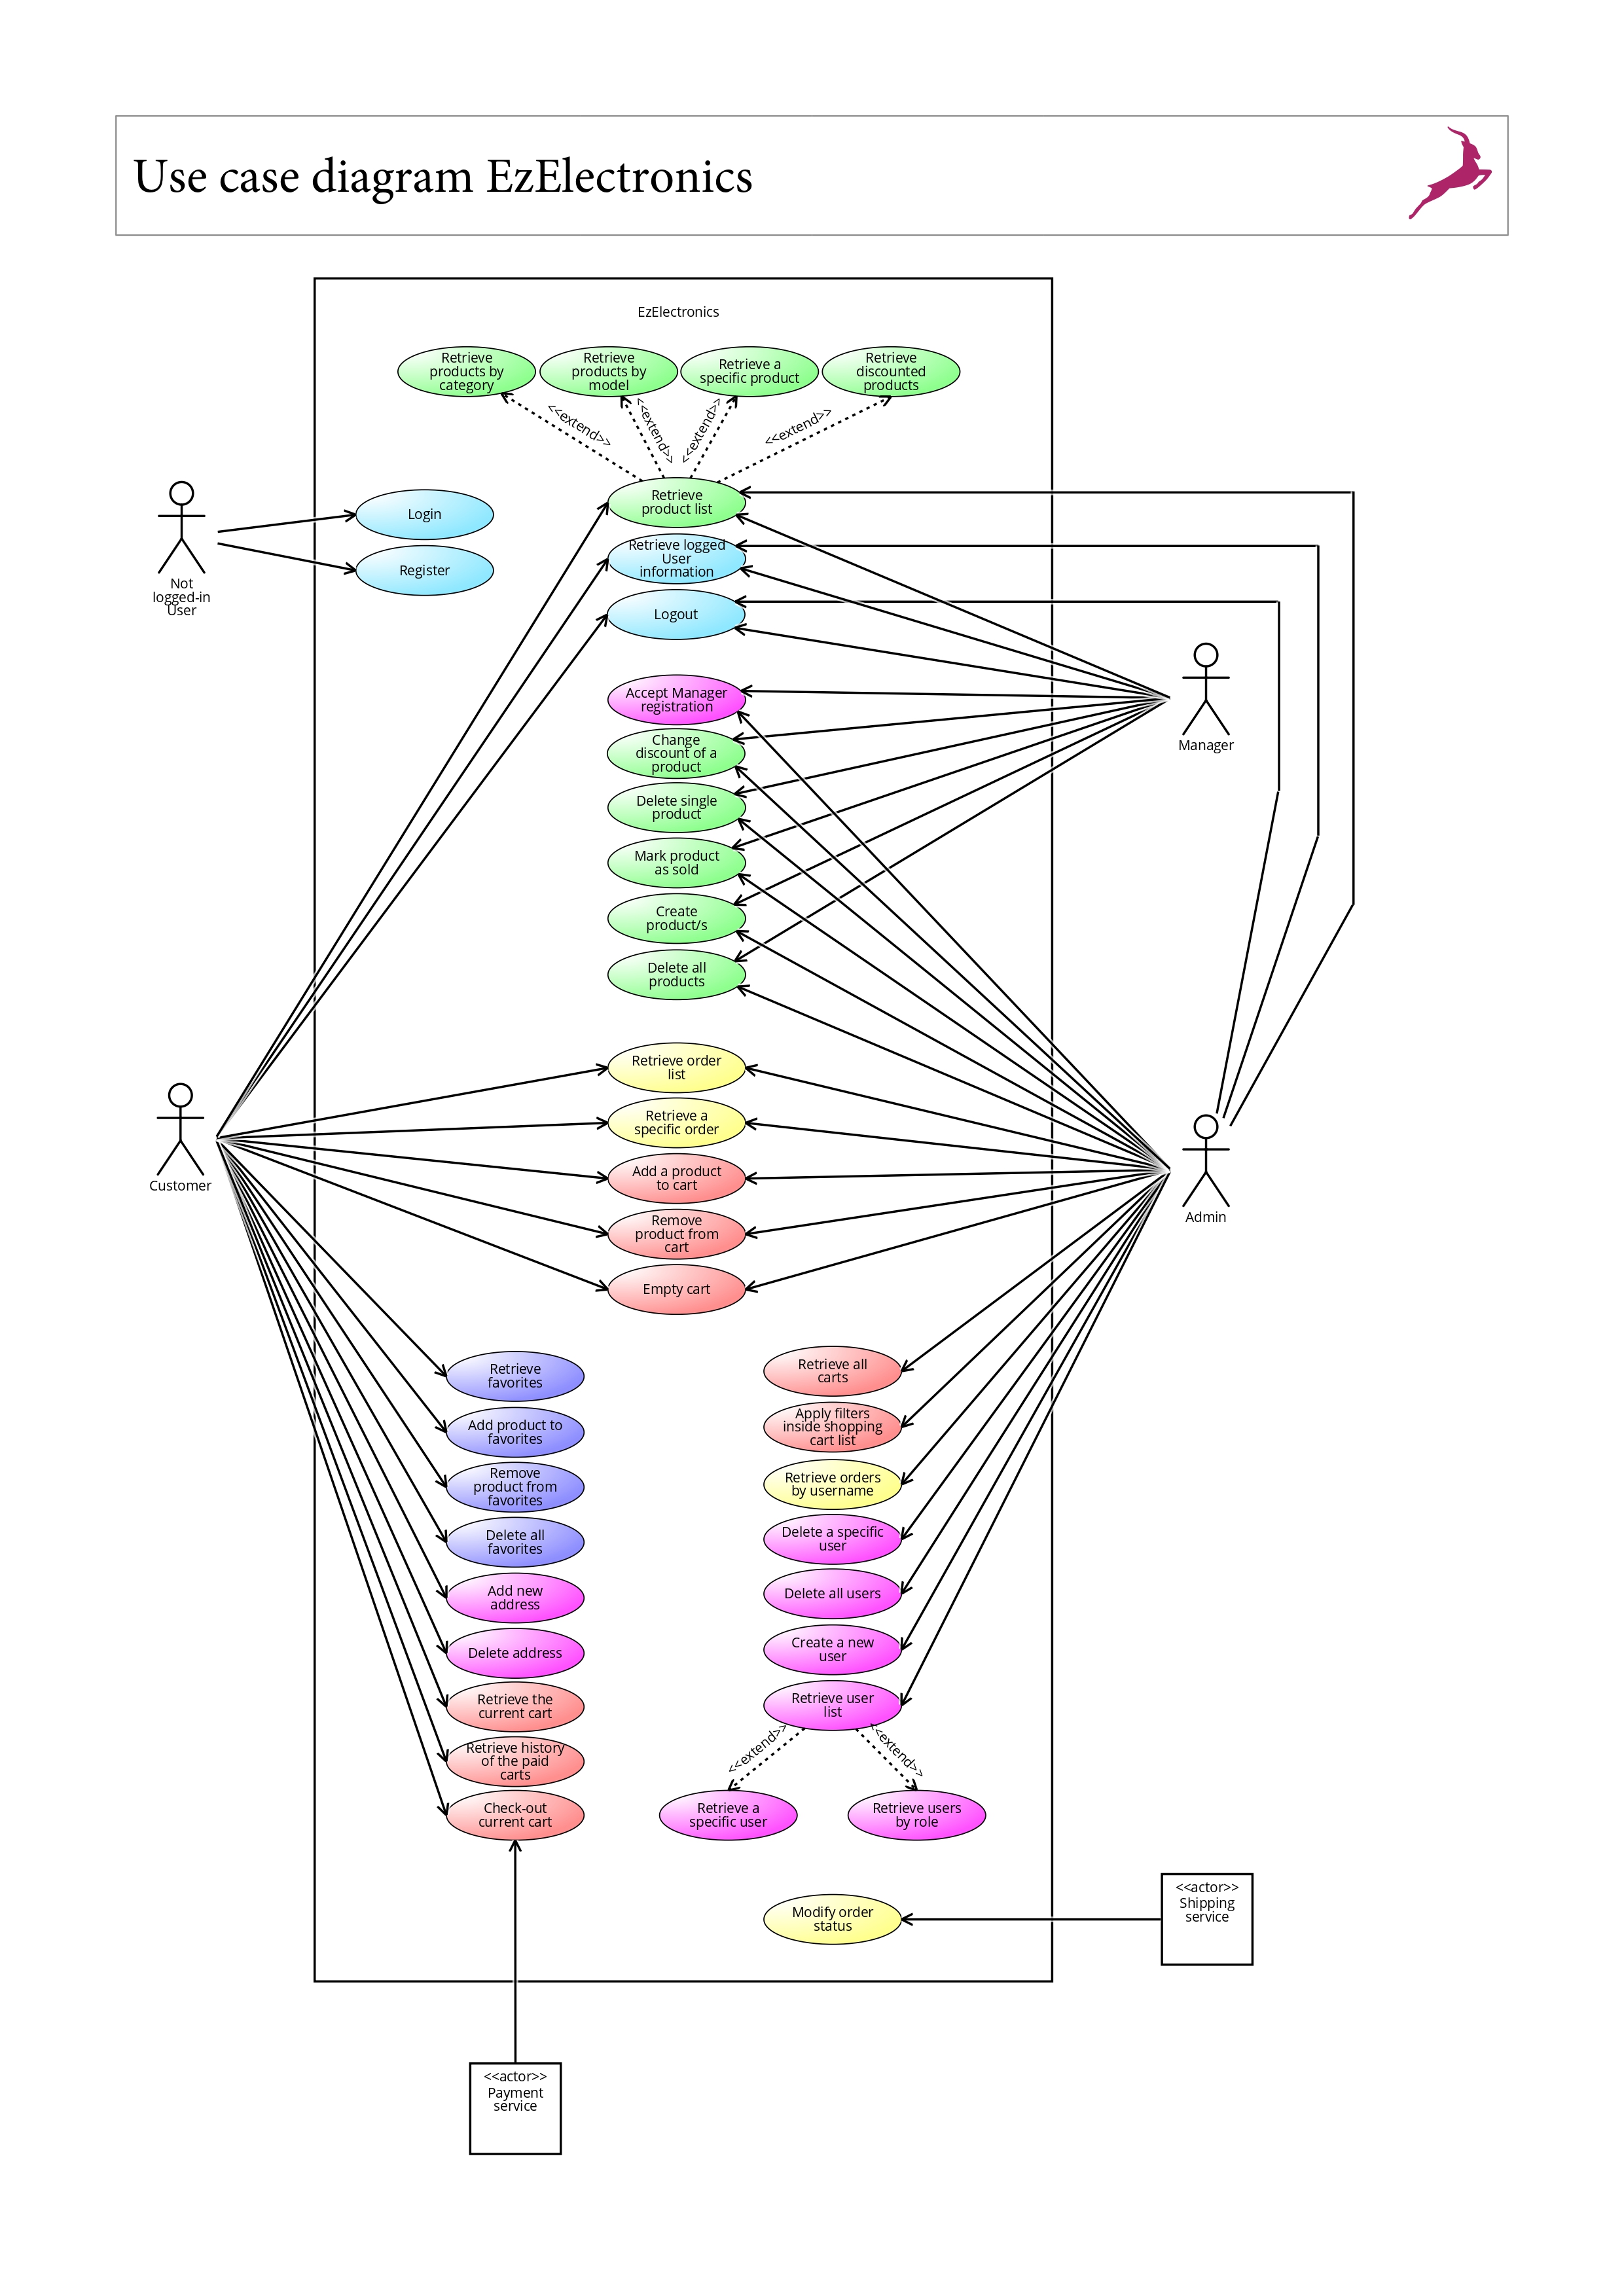 Use case diagram EzElectronics
EzElectronics
Retrieve
products by
category
Retrieve
products by
model
Retrieve a
specific product
Retrieve
discounted
products
<<extend>>
<<extend>>
<<extend>>
<<extend>>
Not
logged-in
User
Login
Register
Retrieve
product list
Retrieve logged
User
information
Logout
Manager
Accept Manager
registration
Change
discount of a
product
Delete single
product
Mark product
as sold
Create
product/s
Delete all
products
Customer
Retrieve order
list
Retrieve a
specific order
Add a product
to cart
Remove
product from
cart
Empty cart
Admin
Retrieve
favorites
Add product to
favorites
Remove
product from
favorites
Delete all
favorites
Add new
address
Delete address
Retrieve the
current cart
Retrieve history
of the paid
carts
Check-out
current cart
Retrieve all
carts
Apply filters
inside shopping
cart list
Retrieve orders
by username
Delete a specific
user
Delete all users
Create a new
user
Retrieve user
list
<<extend>>
<<extend>>
Retrieve a
specific user
Retrieve users
by role
Modify order
status
<<actor>>
Shipping
service
<<actor>>
Payment
service